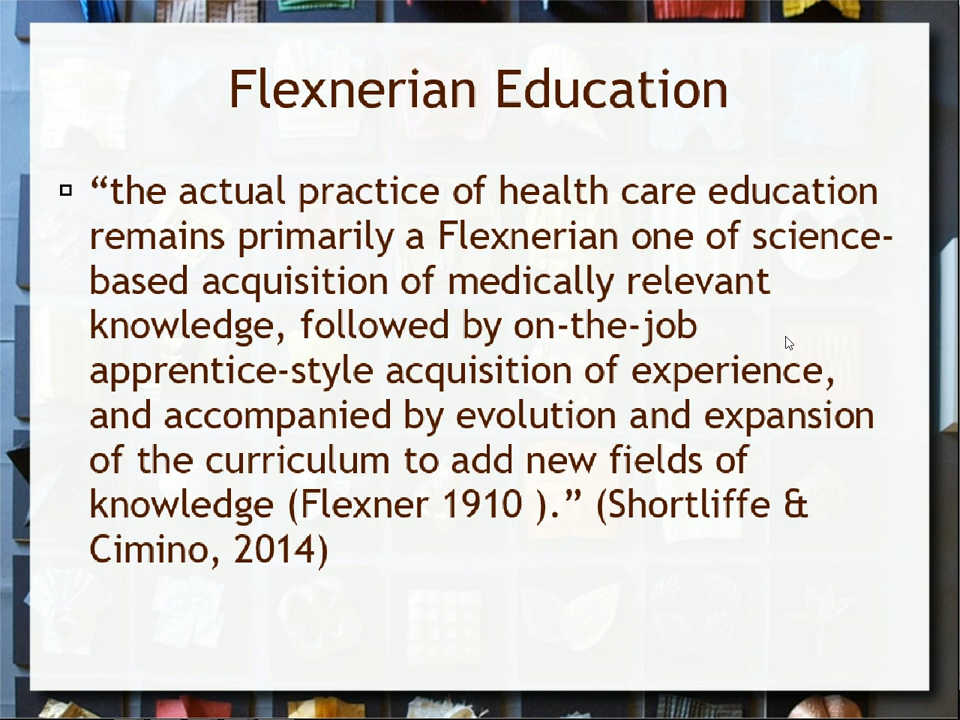 Flexnerian Education
“the actual practice of health care education
remains primarily a Flexnerian one of science-
based acquisition of medically relevant
knowledge, followed by on-the-job
apprentice-style acquisition of experience,
and accompanied by evolution and expansion
of the curriculum to add new fields of
knowledge (Flexner 1910 ).” (Shortliffe &
Cimino, 2014)